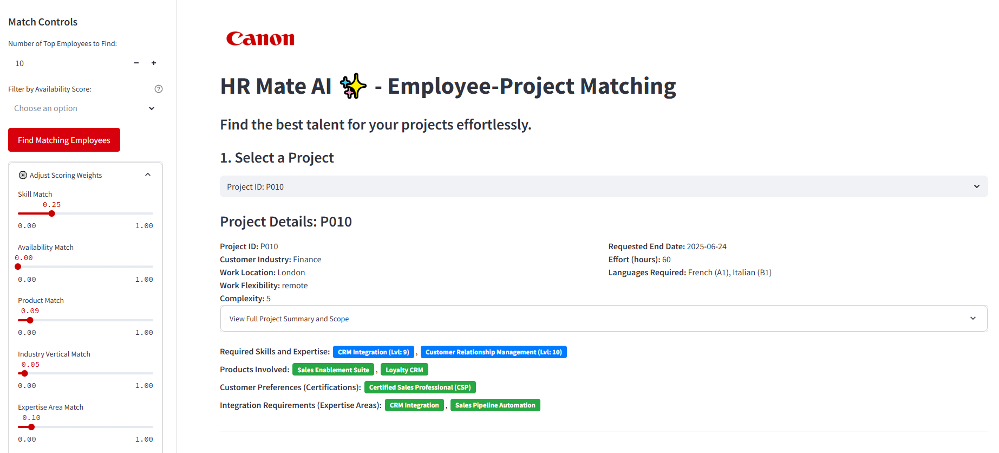 Match Controls
Number of Top Employees to Find:
10
Filter by Availability Score:
Choose an option
Find Matching Employees
Adjust Scoring Weights
Skill Match
0.25
0.00 1.00
Availability Match
0.00
0.00 1.00
Product Match
0.09
0.00 1.00
Industry Vertical Match
0.05
0.00 1.00
Expertise Area Match
0.10
0.00 1.00
Canon
HR Mate AI ✨ - Employee-Project Matching
Find the best talent for your projects effortlessly.
1. Select a Project
Project ID: P010
Project Details: P010
Project ID: P010
Customer Industry: Finance
Work Location: London
Work Flexibility: remote
Complexity: 5
Requested End Date: 2025-06-24
Effort (hours): 60
Languages Required: French (A1), Italian (B1)
View Full Project Summary and Scope
Required Skills and Expertise: CRM Integration (Lvl: 9) , Customer Relationship Management (Lvl: 10)
Products Involved: Sales Enablement Suite , Loyalty CRM
Customer Preferences (Certifications): Certified Sales Professional (CSP)
Integration Requirements (Expertise Areas): CRM Integration , Sales Pipeline Automation